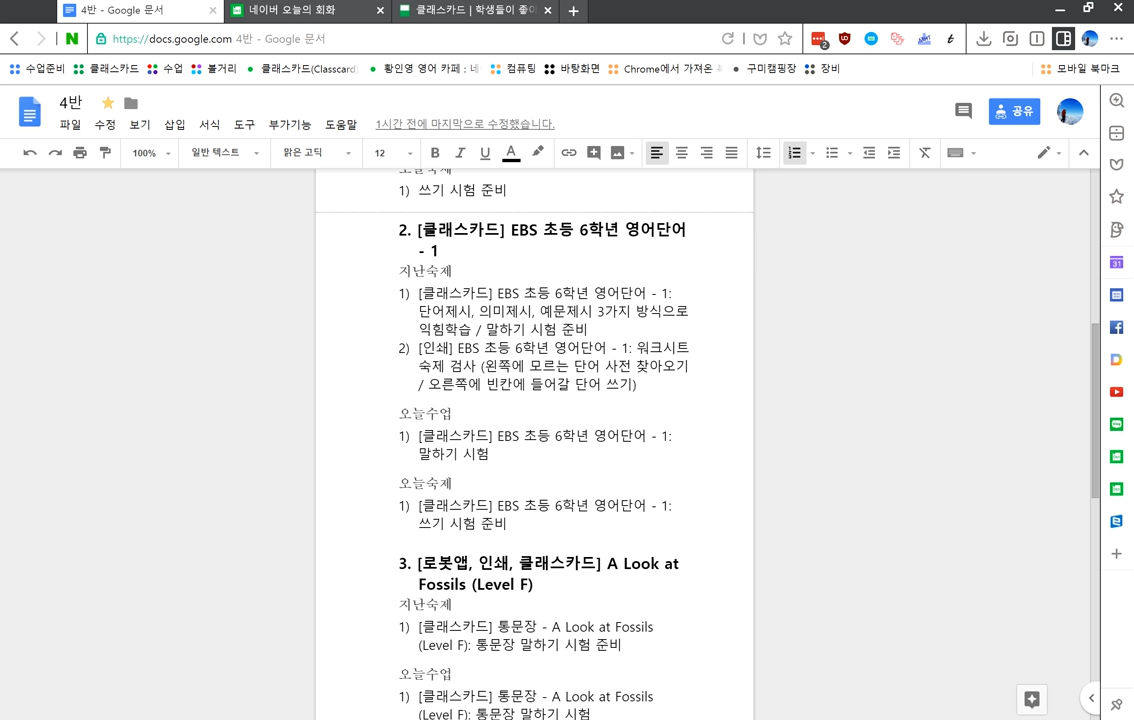 4반 - Google 문서
네이버 오늘의 회화
클래스카드 | 학생들이 좋아
https://docs.google.com 4반 - Google 문서
수업준비 클래스카드 수업 볼거리 클래스카드(Classcard) 황인영 영어 카페 : 네 컴퓨팅 바탕화면 Chrome에서 가져온 구미캠핑장 장비 모바일 북마크
4반
파일 수정 보기 삽입 서식 도구 부가기능 도움말 1시간 전에 마지막으로 수정했습니다.
공유
100% 일반 텍스트 맑은 고딕 12
오늘숙제
1) 쓰기 시험 준비
2. [클래스카드] EBS 초등 6학년 영어단어
- 1
지난숙제
1) [클래스카드] EBS 초등 6학년 영어단어 - 1:
단어제시, 의미제시, 예문제시 3가지 방식으로
익힘학습 / 말하기 시험 준비
2) [인쇄] EBS 초등 6학년 영어단어 - 1: 워크시트
숙제 검사 (왼쪽에 모르는 단어 사전 찾아오기
/ 오른쪽에 빈칸에 들어갈 단어 쓰기)
오늘수업
1) [클래스카드] EBS 초등 6학년 영어단어 - 1:
말하기 시험
오늘숙제
1) [클래스카드] EBS 초등 6학년 영어단어 - 1:
쓰기 시험 준비
3. [로봇앱, 인쇄, 클래스카드] A Look at
Fossils (Level F)
지난숙제
1) [클래스카드] 통문장 - A Look at Fossils
(Level F): 통문장 말하기 시험 준비
오늘수업
1) [클래스카드] 통문장 - A Look at Fossils
(Level F): 통문장 말하기 시험